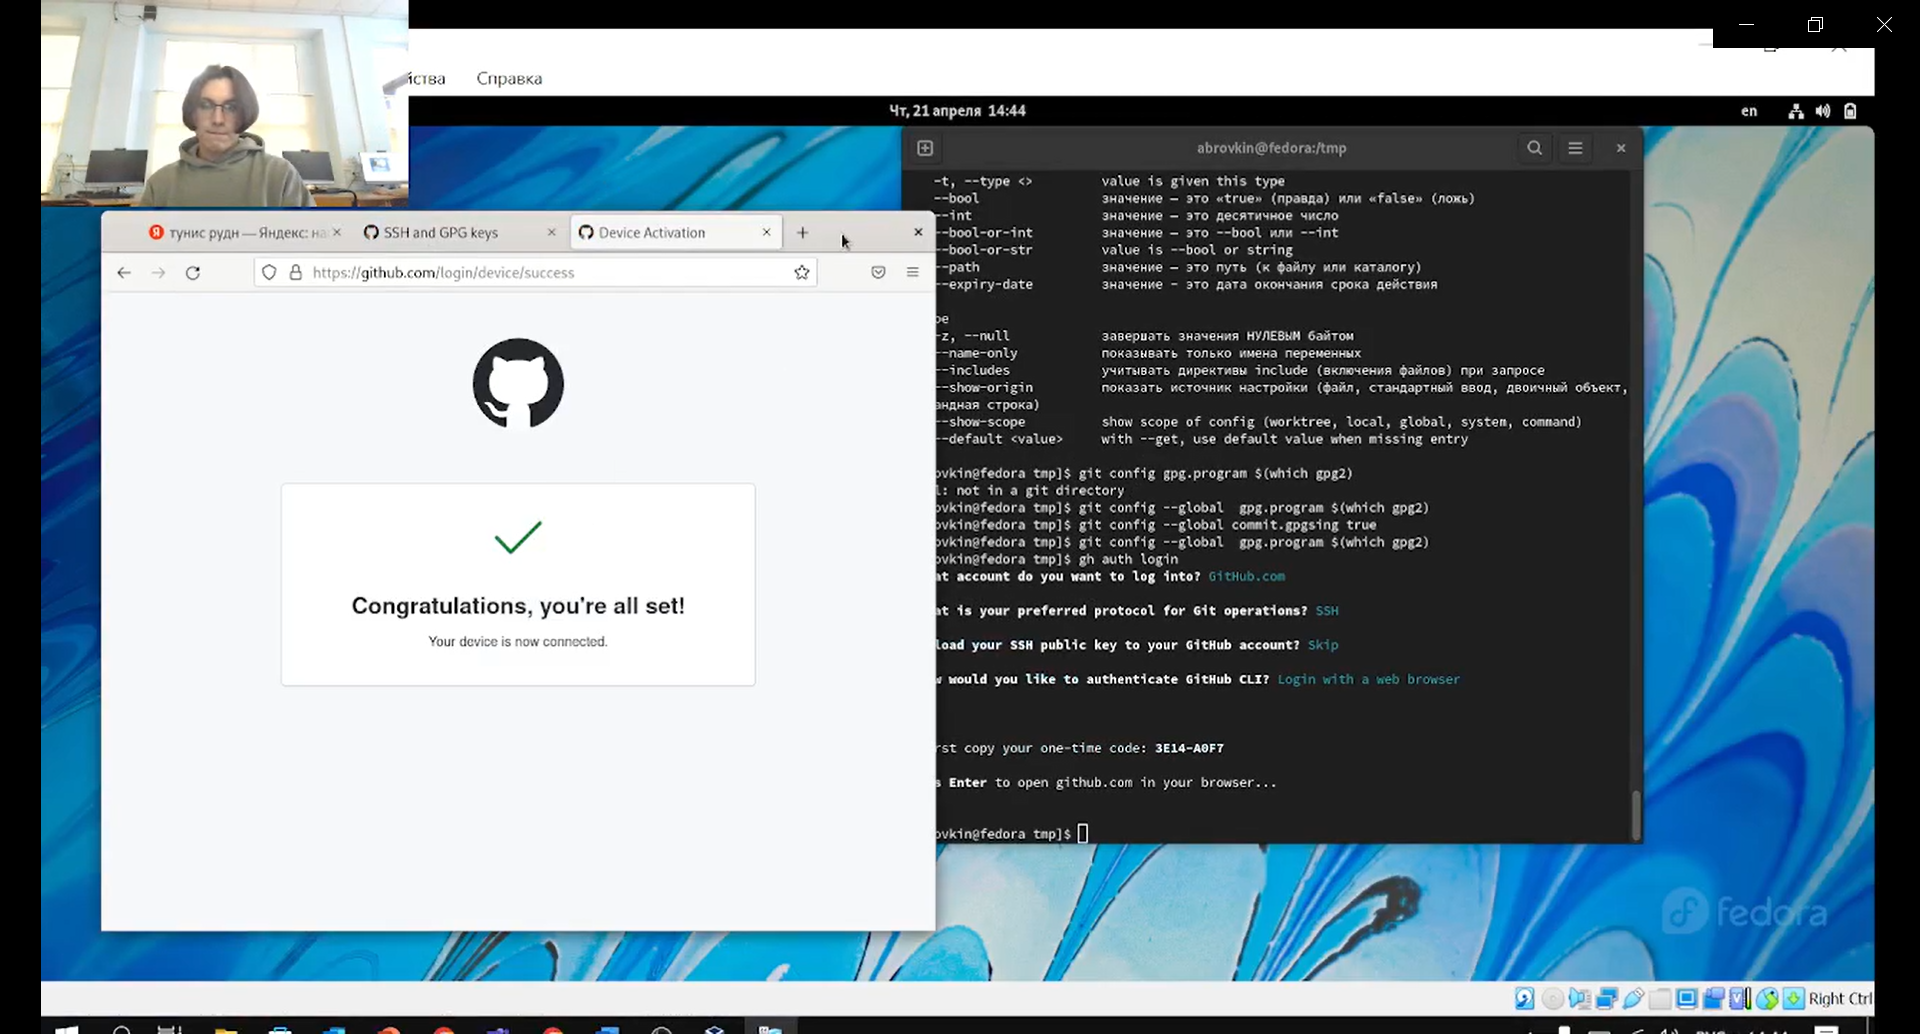 йства Справка
Чт, 21 апреля 14:44
en
abrovkin@fedora:/tmp
тунис рудн — Яндекс: на
SSH and GPG keys
Device Activation
https://github.com/login/device/success
Congratulations, you're all set!
Your device is now connected.
-t, --type <> value is given this type
--bool значение — это «true» (правда) или «false» (ложь)
--int значение — это десятичное число
--bool-or-int значение — это --bool или --int
--bool-or-str value is --bool or string
--path значение — это путь (к файлу или каталогу)
--expiry-date значение - это дата окончания срока действия
ре
-z, --null завершать значения НУЛЕВЫМ байтом
--name-only показывать только имена переменных
--includes учитывать директивы include (включения файлов) при запросе
--show-origin показать источник настройки (файл, стандартный ввод, двоичный объект,
андная строка)
--show-scope show scope of config (worktree, local, global, system, command)
--default <value> with --get, use default value when missing entry
ovkin@fedora tmp]$ git config gpg.program $(which gpg2)
l: not in a git directory
ovkin@fedora tmp]$ git config --global  gpg.program $(which gpg2)
ovkin@fedora tmp]$ git config --global commit.gpgsing true
ovkin@fedora tmp]$ git config --global  gpg.program $(which gpg2)
ovkin@fedora tmp]$ gh auth login
at account do you want to log into? GitHub.com
at is your preferred protocol for Git operations? SSH
load your SSH public key to your GitHub account? Skip
w would you like to authenticate GitHub CLI? Login with a web browser
rst copy your one-time code: 3E14-A0F7
s Enter to open github.com in your browser...
ovkin@fedora tmp]$
fedora
Right Ctrl